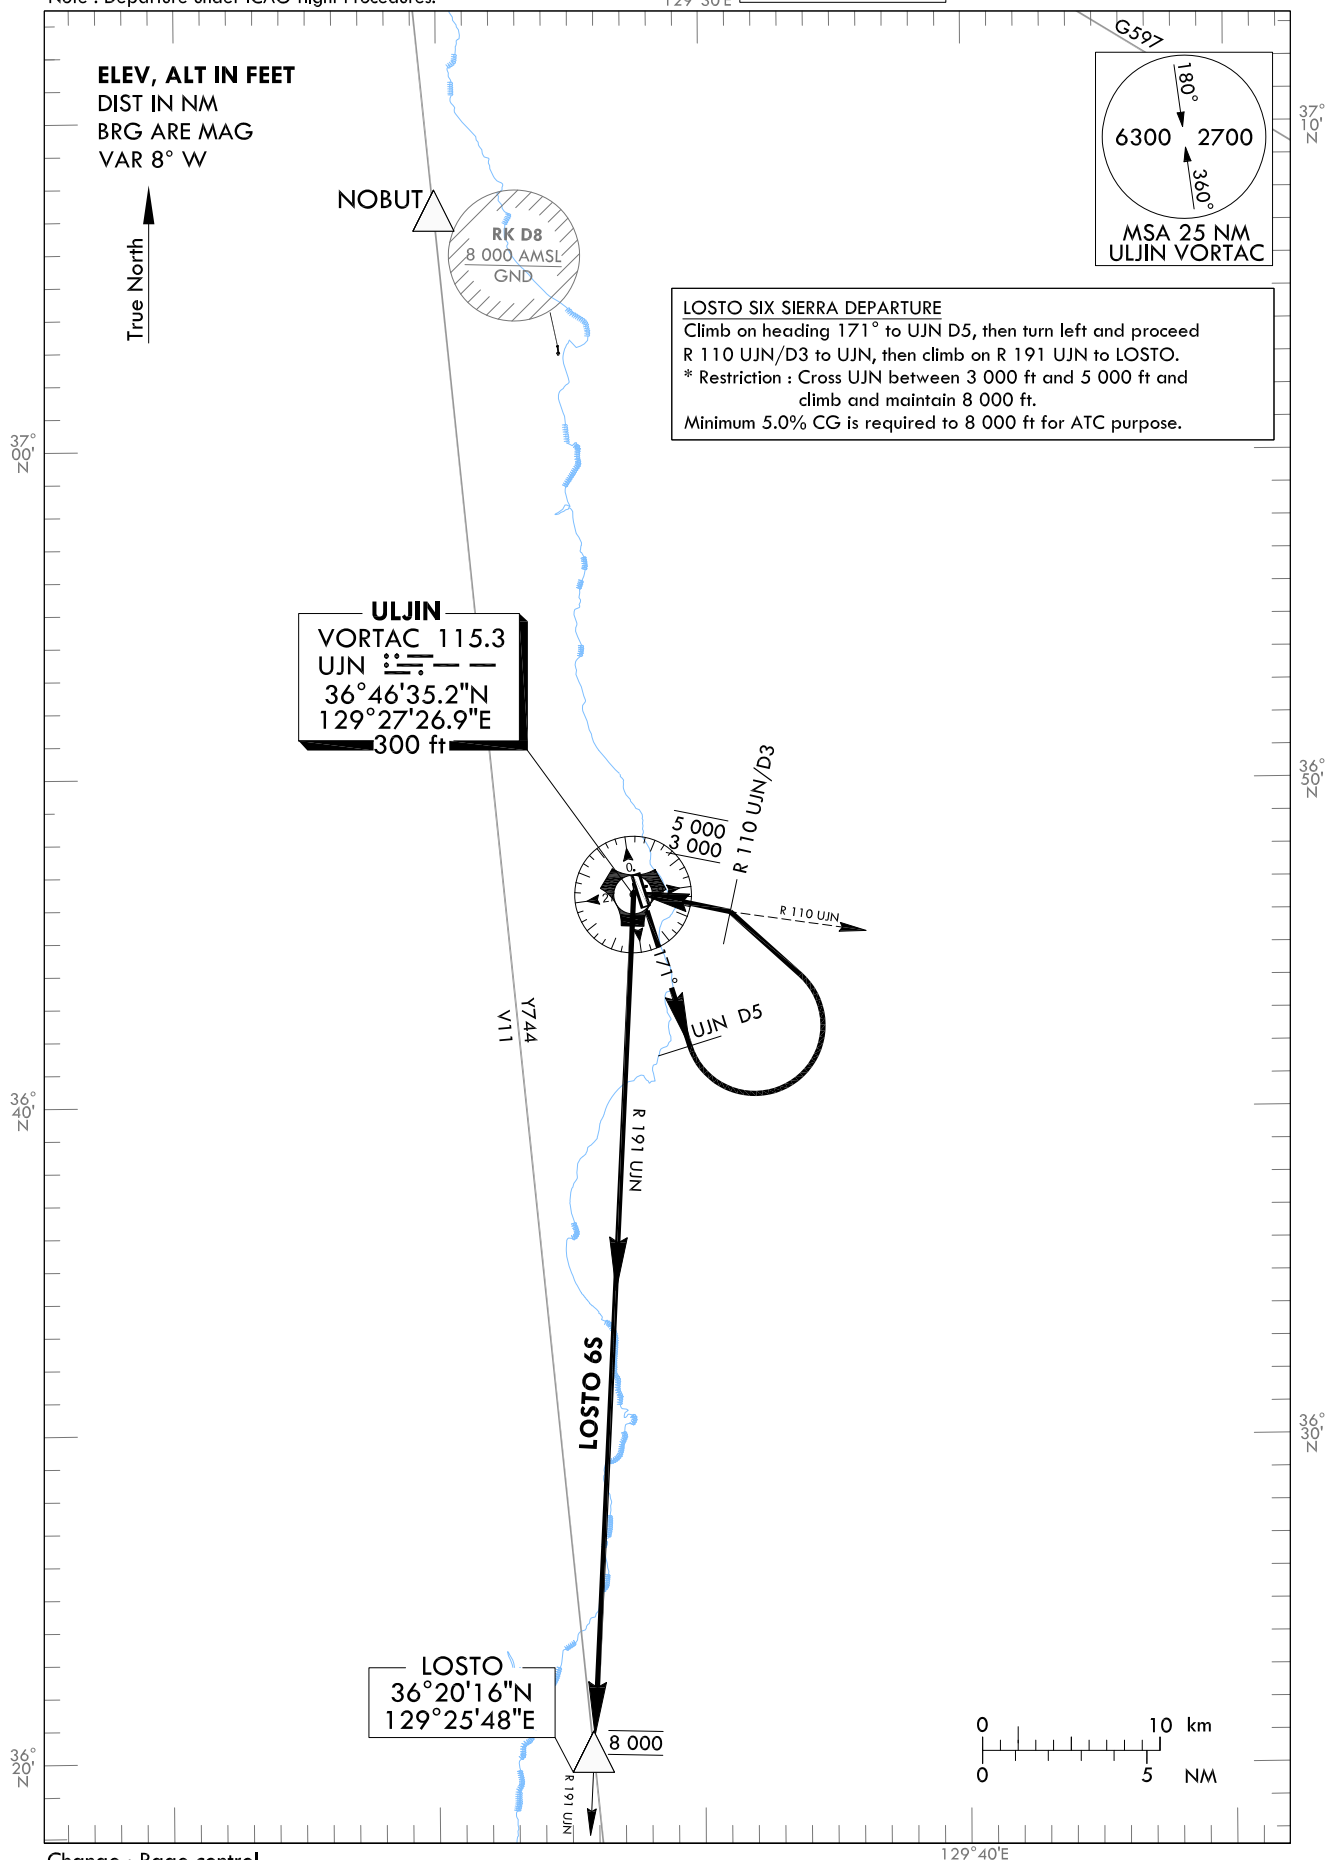 129°30'E
G597
ELEV, ALT IN FEET
DIST IN NM
BRG ARE MAG
VAR 8° W
True North
180°
6300 2700
360°
MSA 25 NM
ULJIN VORTAC
37°
10'
N
NOBUT
RK D8
8 000 AMSL
GND
LOSTO SIX SIERRA DEPARTURE
Climb on heading 171° to UJN D5, then turn left and proceed
R 110 UJN/D3 to UJN, then climb on R 191 UJN to LOSTO.
* Restriction : Cross UJN between 3 000 ft and 5 000 ft and
climb and maintain 8 000 ft.
Minimum 5.0% CG is required to 8 000 ft for ATC purpose.
37°
00'
N
ULJIN
VORTAC 115.3
UJN
36°46'35.2"N
129°27'26.9"E
300 ft
36°
50'
N
5 000
3 000
R 110 UJN/D3
R 110 UJN
171°
UJN D5
Y744
V11
36°
40'
N
R 191 UJN
LOSTO 6S
36°
30'
N
LOSTO
36°20'16"N
129°25'48"E
8 000
R 191 UJN
36°
20'
N
0 10 km
0 5 NM
129°40'E